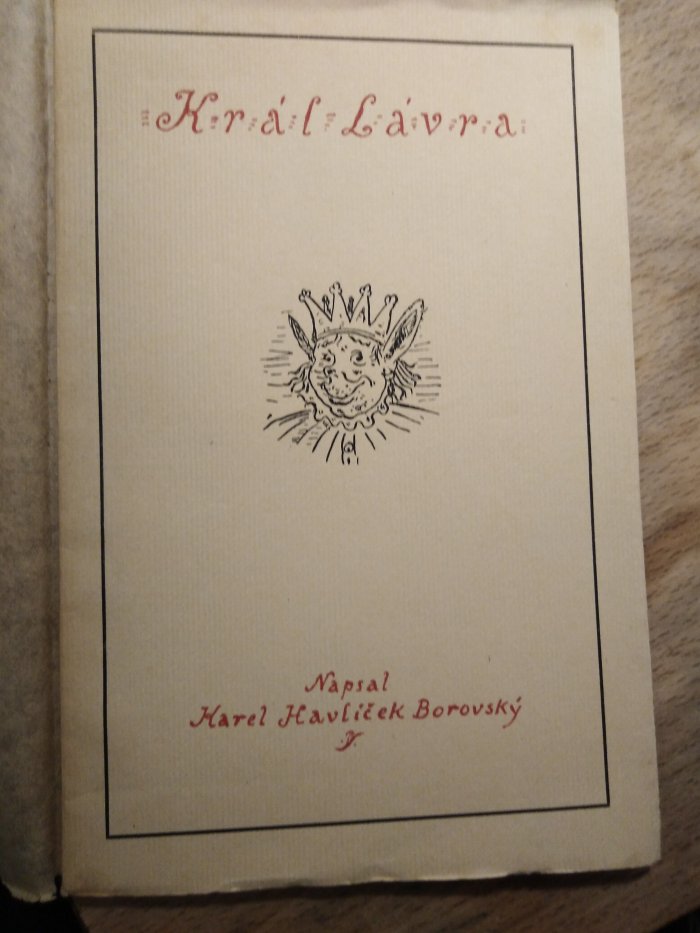 Král Lávra
Napsal
Karel Havlíček Borovský